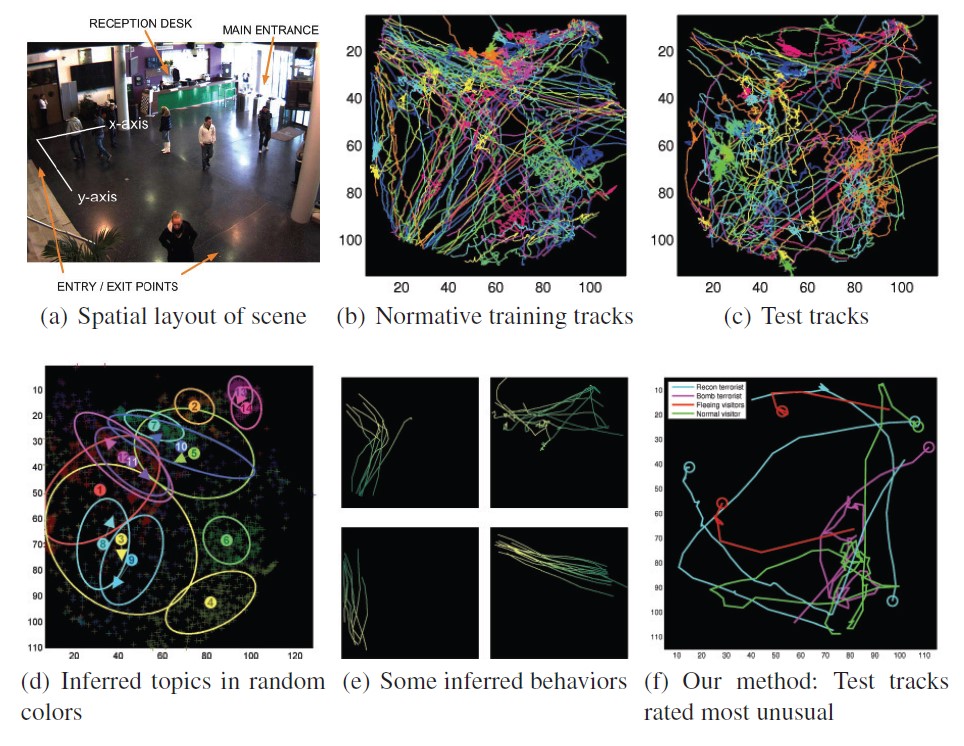 RECEPTION DESK
MAIN ENTRANCE
x-axis
y-axis
ENTRY / EXIT POINTS
(a) Spatial layout of scene
20
40
60
80
100
20 40 60 80 100
(b) Normative training tracks
20
40
60
80
100
20 40 60 80 100
(c) Test tracks
10
20
30
40
50
60
70
80
90
100
110
20 40 60 80 100 120
2
14
7
10
5
11
1
8
3
9
6
4
(d) Inferred topics in random
colors
(e) Some inferred behaviors
Recon terrorist
Bomb terrorist
Fleeing visitors
Normal visitor
10
20
30
40
50
60
70
80
90
100
110
10 20 30 40 50 60 70 80 90 100 110
(f) Our method: Test tracks
rated most unusual